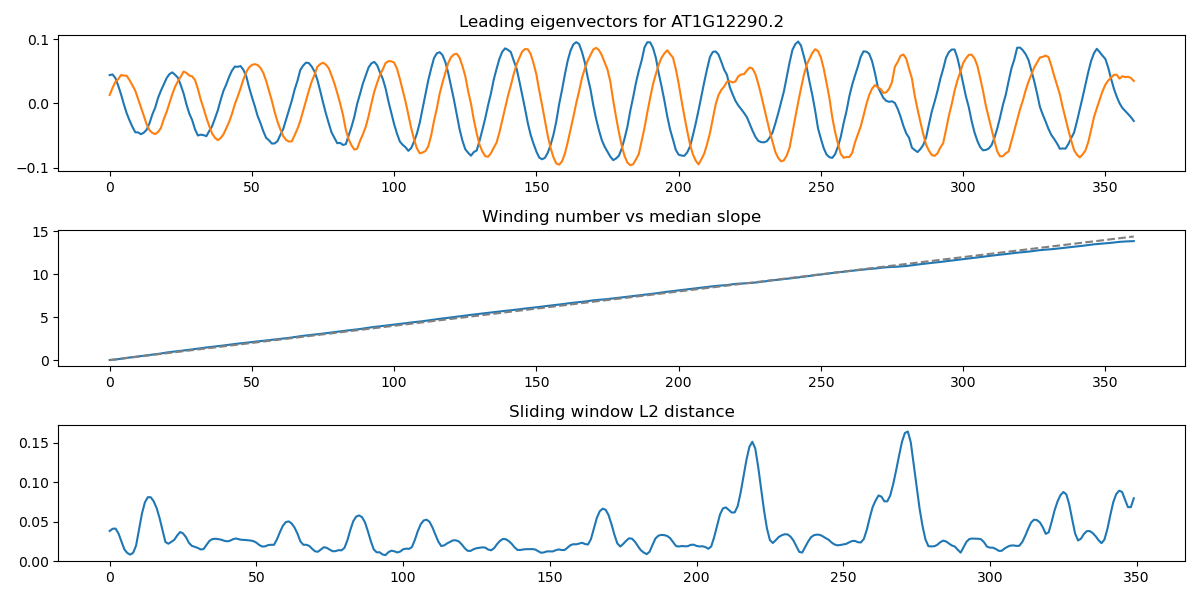 Leading eigenvectors for AT1G12290.2
0.1
0.0
−0.1
0 50 100 150 200 250 300 350
Winding number vs median slope
15
10
5
0
0 50 100 150 200 250 300 350
Sliding window L2 distance
0.15
0.10
0.05
0.00
0 50 100 150 200 250 300 350